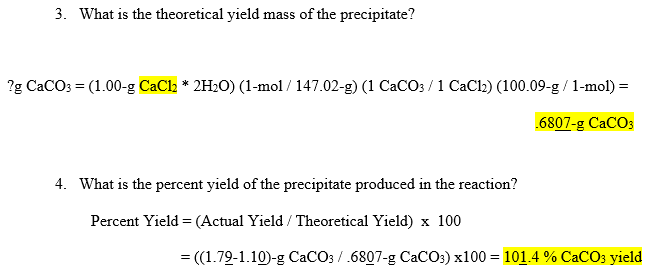 3. What is the theoretical yield mass of the precipitate?
?g CaCO₃ = (1.00-g CaCl₂ * 2H₂O) (1-mol / 147.02-g) (1 CaCO₃ / 1 CaCl₂) (100.09-g / 1-mol) =
.6807-g CaCO₃
4. What is the percent yield of the precipitate produced in the reaction?
Percent Yield = (Actual Yield / Theoretical Yield) x 100
= ((1.79-1.10)-g CaCO₃ / .6807-g CaCO₃) x100 = 101.4 % CaCO₃ yield